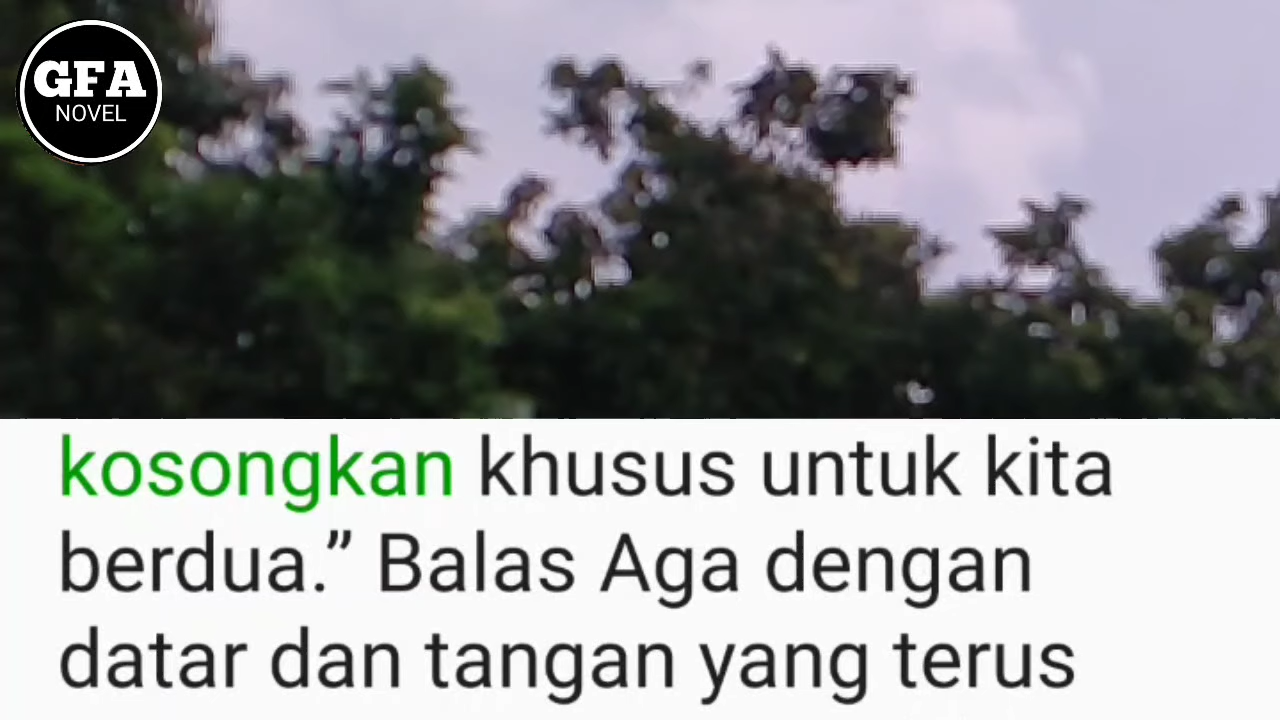 GFA
NOVEL
kosongkan khusus untuk kita
berdua.” Balas Aga dengan
datar dan tangan yang terus